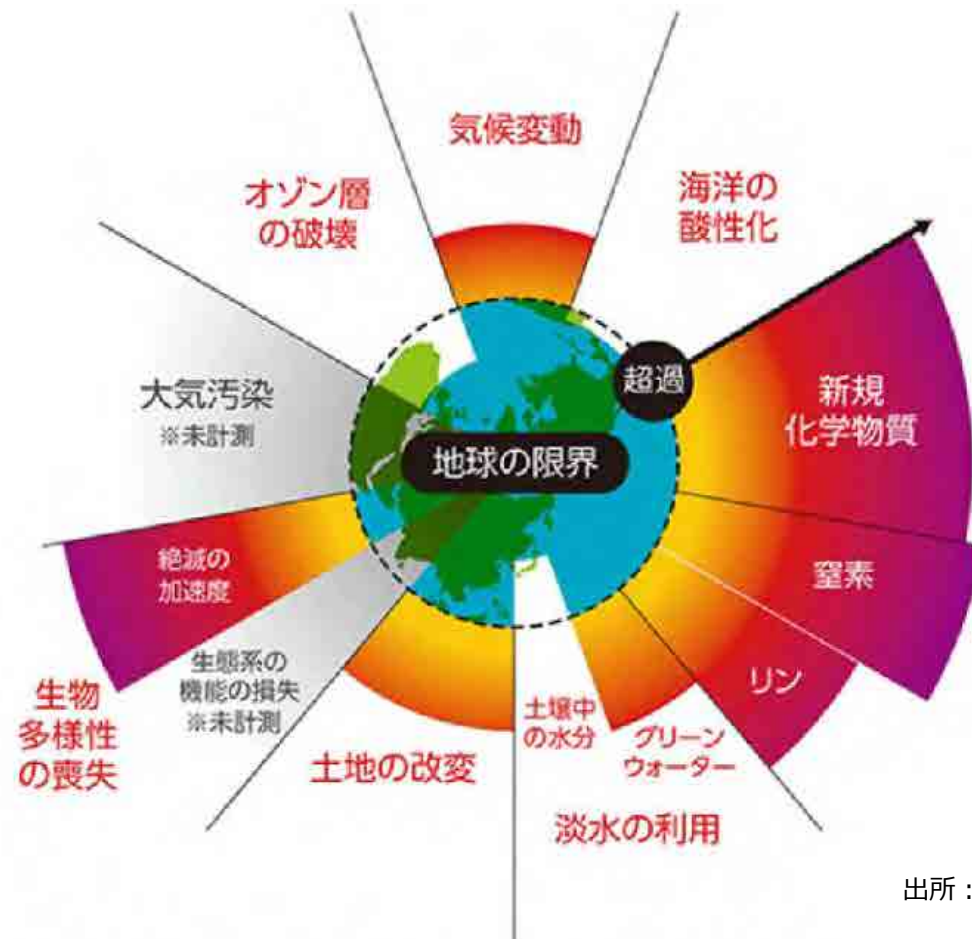 気候変動
オゾン層
の破壊
海洋の
酸性化
超過
新規
化学物質
大気汚染
※未計測
地球の限界
絶滅の
加速度
窒素
生態系の
機能の損失
※未計測
リン
生物
多様性
の喪失
土壌中
の水分
グリーン
ウォーター
土地の改変
淡水の利用
出所：